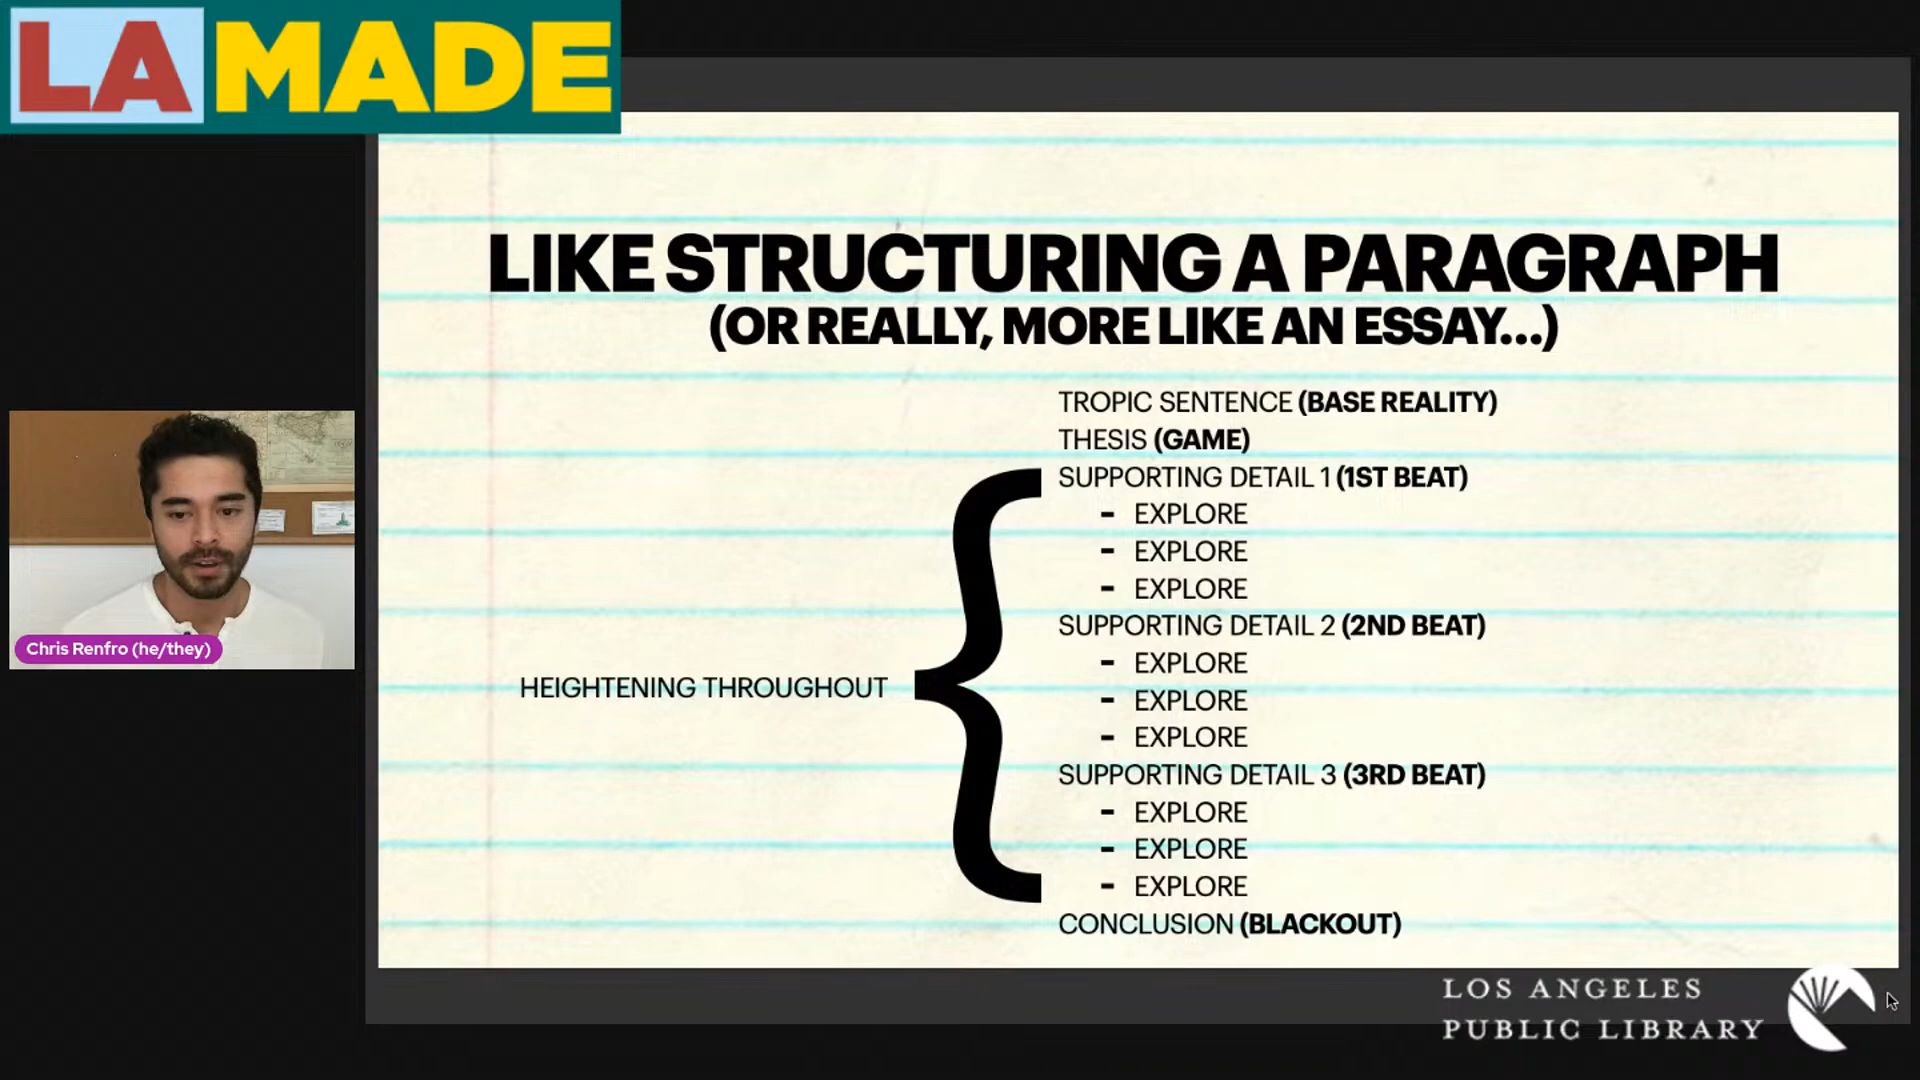 LA MADE
LIKE STRUCTURING A PARAGRAPH
(OR REALLY, MORE LIKE AN ESSAY...)
TROPIC SENTENCE (BASE REALITY)
THESIS (GAME)
SUPPORTING DETAIL 1 (1ST BEAT)
- EXPLORE
- EXPLORE
- EXPLORE
SUPPORTING DETAIL 2 (2ND BEAT)
- EXPLORE
- EXPLORE
- EXPLORE
SUPPORTING DETAIL 3 (3RD BEAT)
- EXPLORE
- EXPLORE
- EXPLORE
CONCLUSION (BLACKOUT)
HEIGHTENING THROUGHOUT
Chris Renfro (he/they)
LOS ANGELES
PUBLIC LIBRARY